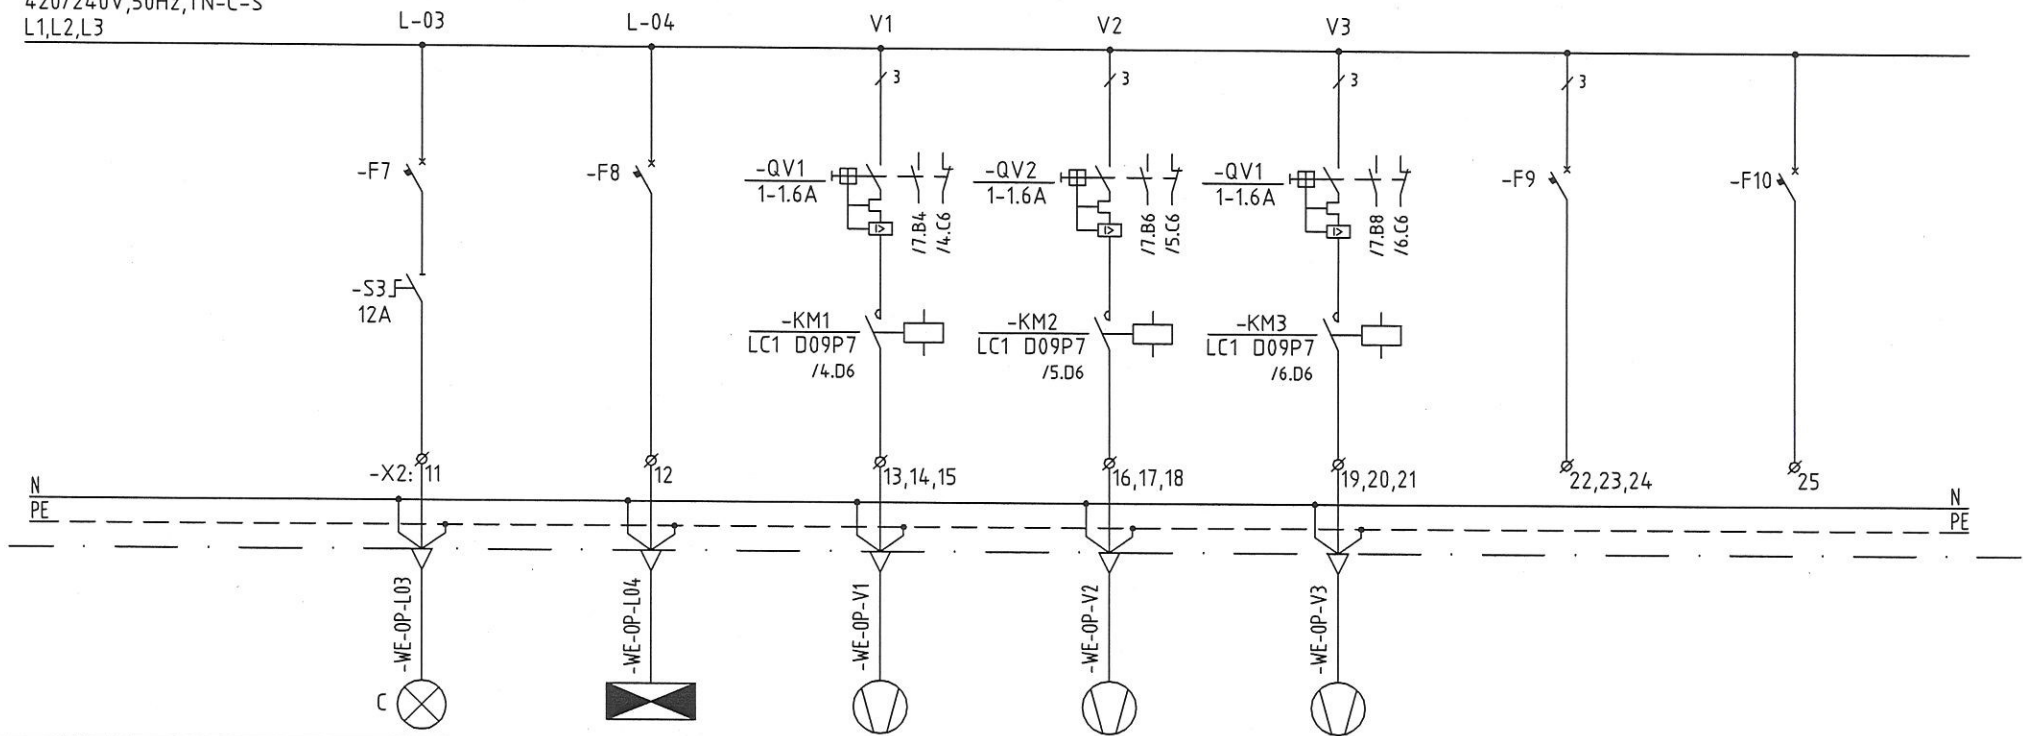 420/240V,50Hz,TN-C-S
L1,L2,L3
L-03
L-04
V1
V2
V3
3
3
3
3
-F7
-F8
-QV1
1-1.6A
/7.B4
/4.C6
-QV2
1-1.6A
/7.B6
/5.C6
-QV1
1-1.6A
/7.B8
/6.C6
-F9
-F10
-S3
12A
-KM1
LC1 D09P7
/4.D6
-KM2
LC1 D09P7
/5.D6
-KM3
LC1 D09P7
/6.D6
-X2: 11
12
13,14,15
16,17,18
19,20,21
22,23,24
25
N
PE
N
PE
-WE-OP-L03
-WE-OP-L04
-WE-OP-V1
-WE-OP-V2
-WE-OP-V3
C